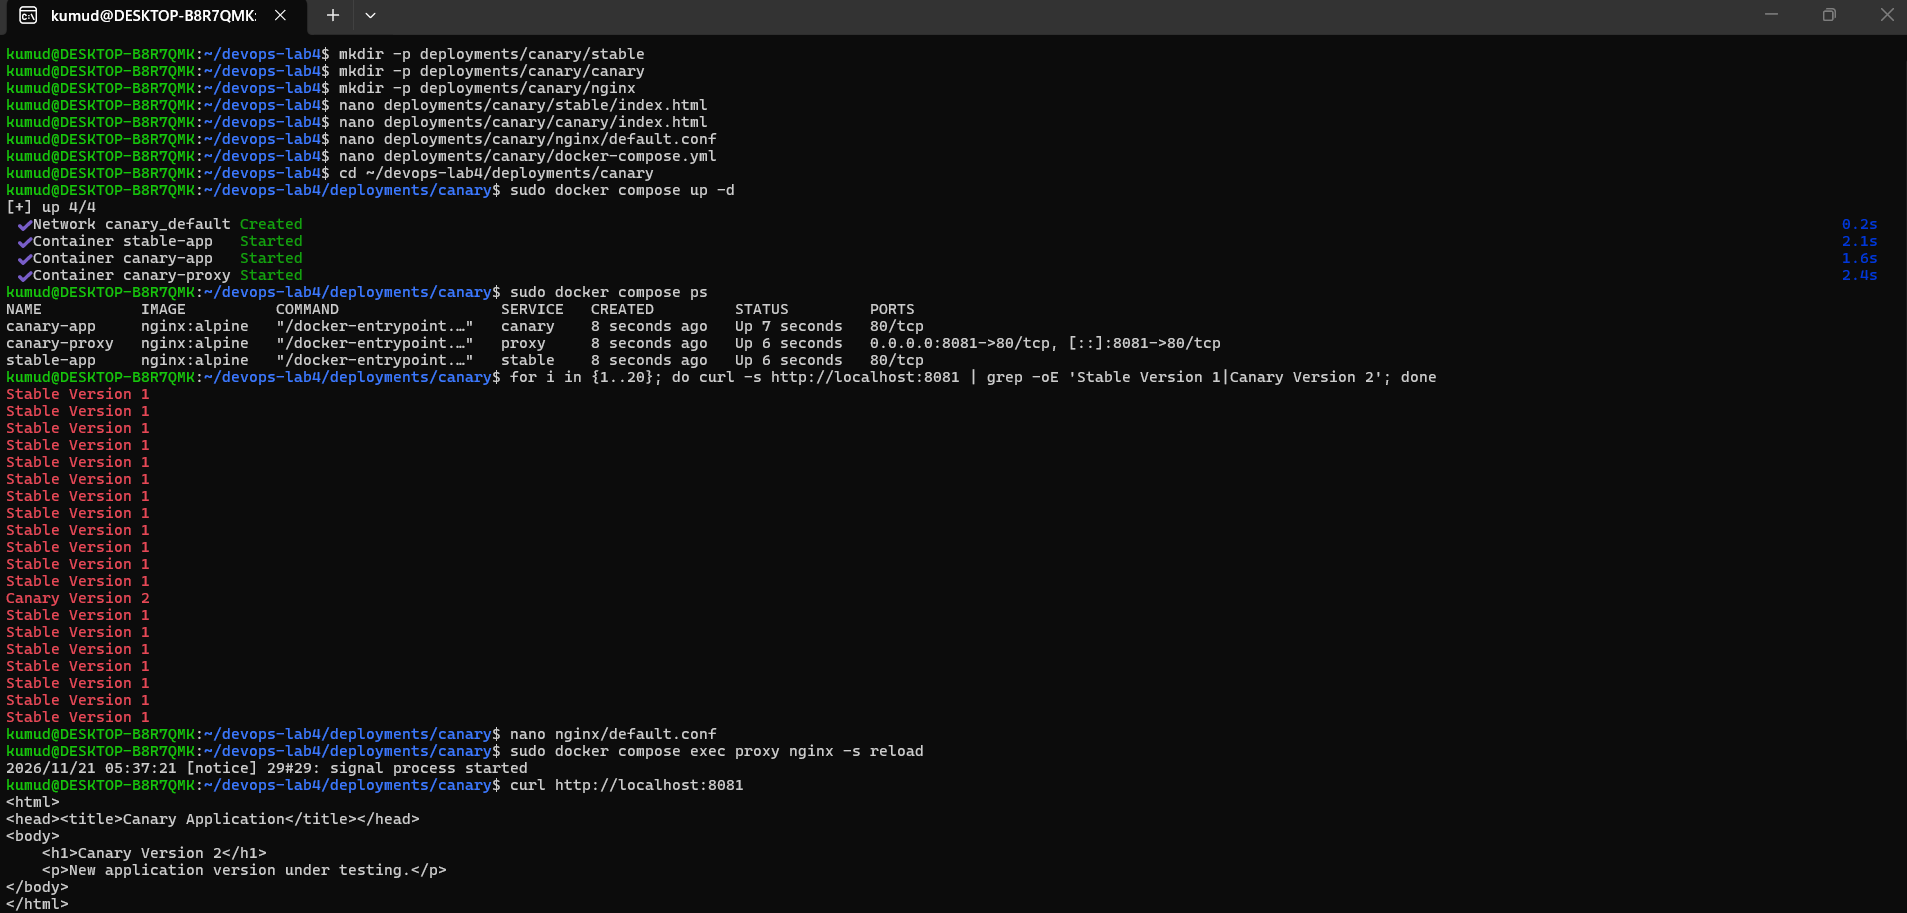 kumud@DESKTOP-B8R7QMK:
kumud@DESKTOP-B8R7QMK:~/devops-lab4$ mkdir -p deployments/canary/stable
kumud@DESKTOP-B8R7QMK:~/devops-lab4$ mkdir -p deployments/canary/canary
kumud@DESKTOP-B8R7QMK:~/devops-lab4$ mkdir -p deployments/canary/nginx
kumud@DESKTOP-B8R7QMK:~/devops-lab4$ nano deployments/canary/stable/index.html
kumud@DESKTOP-B8R7QMK:~/devops-lab4$ nano deployments/canary/canary/index.html
kumud@DESKTOP-B8R7QMK:~/devops-lab4$ nano deployments/canary/nginx/default.conf
kumud@DESKTOP-B8R7QMK:~/devops-lab4$ nano deployments/canary/docker-compose.yml
kumud@DESKTOP-B8R7QMK:~/devops-lab4$ cd ~/devops-lab4/deployments/canary
kumud@DESKTOP-B8R7QMK:~/devops-lab4/deployments/canary$ sudo docker compose up -d
[+] up 4/4
✔Network canary_default Created 0.2s
✔Container stable-app Started 2.1s
✔Container canary-app Started 1.6s
✔Container canary-proxy Started 2.4s
kumud@DESKTOP-B8R7QMK:~/devops-lab4/deployments/canary$ sudo docker compose ps
NAME IMAGE COMMAND SERVICE CREATED STATUS PORTS
canary-app nginx:alpine "/docker-entrypoint.…" canary 8 seconds ago Up 7 seconds 80/tcp
canary-proxy nginx:alpine "/docker-entrypoint.…" proxy 8 seconds ago Up 6 seconds 0.0.0.0:8081->80/tcp, [::]:8081->80/tcp
stable-app nginx:alpine "/docker-entrypoint.…" stable 8 seconds ago Up 6 seconds 80/tcp
kumud@DESKTOP-B8R7QMK:~/devops-lab4/deployments/canary$ for i in {1..20}; do curl -s http://localhost:8081 | grep -oE 'Stable Version 1|Canary Version 2'; done
Stable Version 1
Stable Version 1
Stable Version 1
Stable Version 1
Stable Version 1
Stable Version 1
Stable Version 1
Stable Version 1
Stable Version 1
Stable Version 1
Stable Version 1
Stable Version 1
Canary Version 2
Stable Version 1
Stable Version 1
Stable Version 1
Stable Version 1
Stable Version 1
Stable Version 1
Stable Version 1
kumud@DESKTOP-B8R7QMK:~/devops-lab4/deployments/canary$ nano nginx/default.conf
kumud@DESKTOP-B8R7QMK:~/devops-lab4/deployments/canary$ sudo docker compose exec proxy nginx -s reload
2026/11/21 05:37:21 [notice] 29#29: signal process started
kumud@DESKTOP-B8R7QMK:~/devops-lab4/deployments/canary$ curl http://localhost:8081
<html>
<head><title>Canary Application</title></head>
<body>
    <h1>Canary Version 2</h1>
    <p>New application version under testing.</p>
</body>
</html>